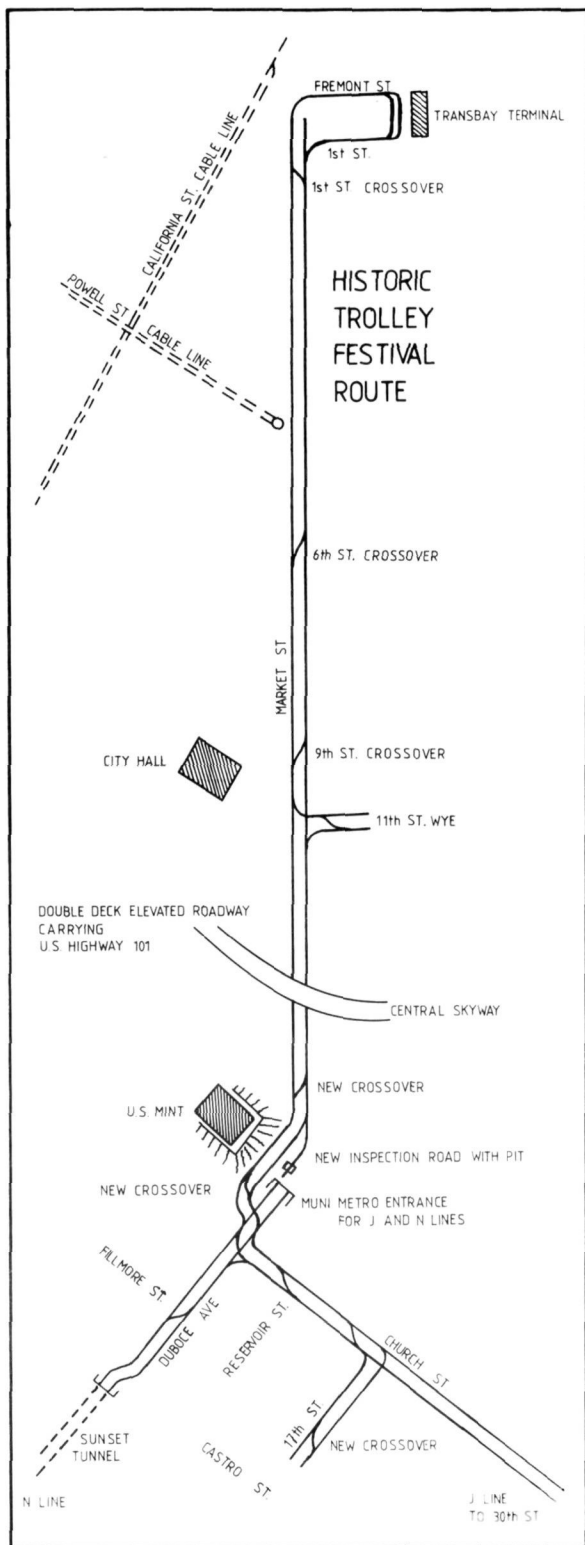 FREMONT ST.
TRANSBAY TERMINAL
1st ST.
1st ST. CROSSOVER
CALIFORNIA ST. CABLE LINE
POWELL ST. CABLE LINE
HISTORIC
TROLLEY
FESTIVAL
ROUTE
6th ST. CROSSOVER
MARKET ST
CITY HALL
9th ST. CROSSOVER
11th ST. WYE
DOUBLE DECK ELEVATED ROADWAY
CARRYING
U.S. HIGHWAY 101
CENTRAL SKYWAY
NEW CROSSOVER
U.S. MINT
NEW INSPECTION ROAD WITH PIT
NEW CROSSOVER
MUNI METRO ENTRANCE
FOR J AND N LINES
FILLMORE ST.
DUBOCE AVE
RESERVOIR ST.
CHURCH ST
17th ST.
NEW CROSSOVER
SUNSET
TUNNEL
CASTRO ST.
N LINE
J LINE
TO 30th ST